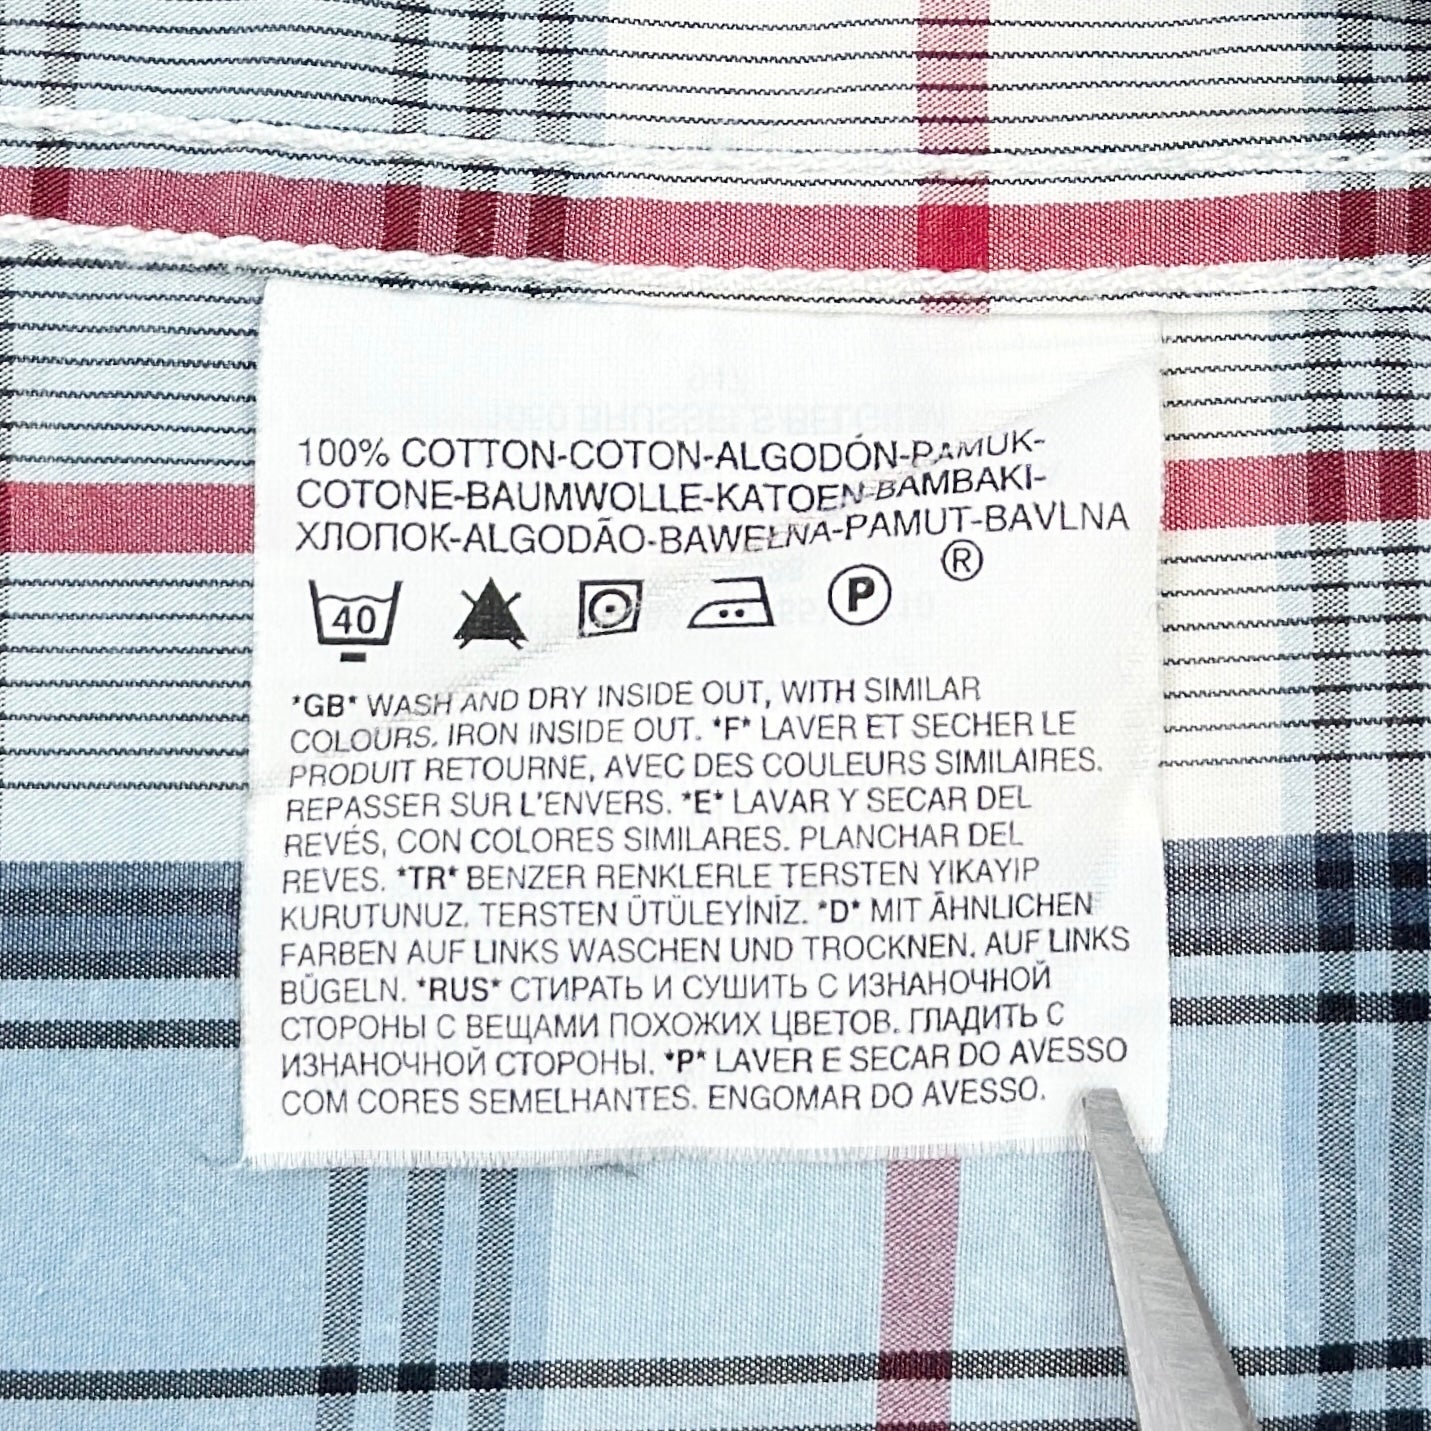 100% COTTON-COTON-ALGODÓN-PAMUK-
COTONE-BAUMWOLLE-KATOEN-BAMBAKI-
ХЛОПОК-ALGODÃO-BAWEŁNA-PAMUT-BAVLNA
®
40
P
*GB* WASH AND DRY INSIDE OUT, WITH SIMILAR
COLOURS. IRON INSIDE OUT. *F* LAVER ET SECHER LE
PRODUIT RETOURNE, AVEC DES COULEURS SIMILAIRES.
REPASSER SUR L'ENVERS. *E* LAVAR Y SECAR DEL
REVÉS, CON COLORES SIMILARES. PLANCHAR DEL
REVES. *TR* BENZER RENKLERLE TERSTEN YIKAYIP
KURUTUNUZ. TERSTEN ÜTÜLEYİNİZ. *D* MIT ÄHNLICHEN
FARBEN AUF LINKS WASCHEN UND TROCKNEN. AUF LINKS
BÜGELN. *RUS* СТИРАТЬ И СУШИТЬ С ИЗНАНОЧНОЙ
СТОРОНЫ С ВЕЩАМИ ПОХОЖИХ ЦВЕТОВ. ГЛАДИТЬ С
ИЗНАНОЧНОЙ СТОРОНЫ. *P* LAVER E SECAR DO AVESSO
COM CORES SEMELHANTES. ENGOMAR DO AVESSO.